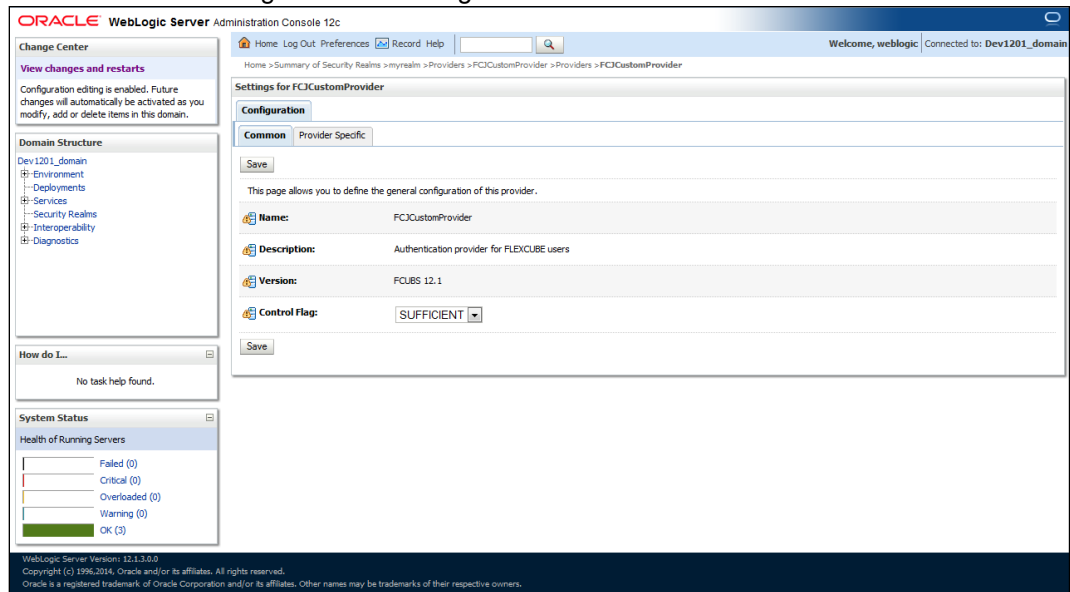 ORACLE WebLogic Server Administration Console 12c
Change Center
View changes and restarts
Configuration editing is enabled. Future
changes will automatically be activated as you
modify, add or delete items in this domain.
Domain Structure
Dev1201_domain
Environment
Deployments
Services
Security Realms
Interoperability
Diagnostics
How do I...
No task help found.
System Status
Health of Running Servers
Failed (0)
Critical (0)
Overloaded (0)
Warning (0)
OK (3)
Home Log Out Preferences Record Help
Welcome, weblogic Connected to: Dev1201_domain
Home >Summary of Security Realms >myrealm >Providers >FCJCustomProvider >Providers >FCJCustomProvider
Settings for FCJCustomProvider
Configuration
Common Provider Specific
Save
This page allows you to define the general configuration of this provider.
Name: FCJCustomProvider
Description: Authentication provider for FLEXCUBE users
Version: FCUBS 12.1
Control Flag: SUFFICIENT
Save
WebLogic Server Version: 12.1.3.0.0
Copyright (c) 1996,2014, Oracle and/or its affiliates. All rights reserved.
Oracle is a registered trademark of Oracle Corporation and/or its affiliates. Other names may be trademarks of their respective owners.